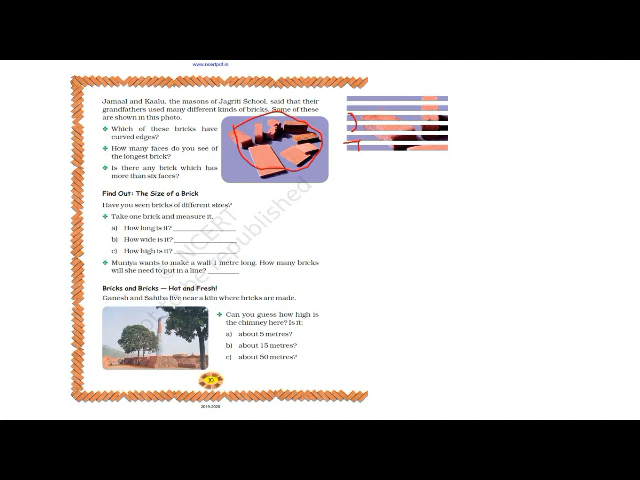 www.ncertpdf.in
Jamaal and Kaalu, the masons of Jagriti School, said that their
grandfathers used many different kinds of bricks. Some of these
are shown in this photo.
Which of these bricks have
curved edges?
How many faces do you see of
the longest brick?
Is there any brick which has
more than six faces?
Find Out: The Size of a Brick
Have you seen bricks of different sizes?
Take one brick and measure it.
a) How long is it? ______________
b) How wide is it? ______________
c) How high is it? ______________
Muniya wants to make a wall 1 metre long. How many bricks
will she need to put in a line? ________
Bricks and Bricks — Hot and Fresh!
Ganesh and Sahiba live near a kiln where bricks are made.
Can you guess how high is
the chimney here? Is it:
a) about 5 metres?
b) about 15 metres?
c) about 50 metres?
10
2019-2020
© NCERT
republished